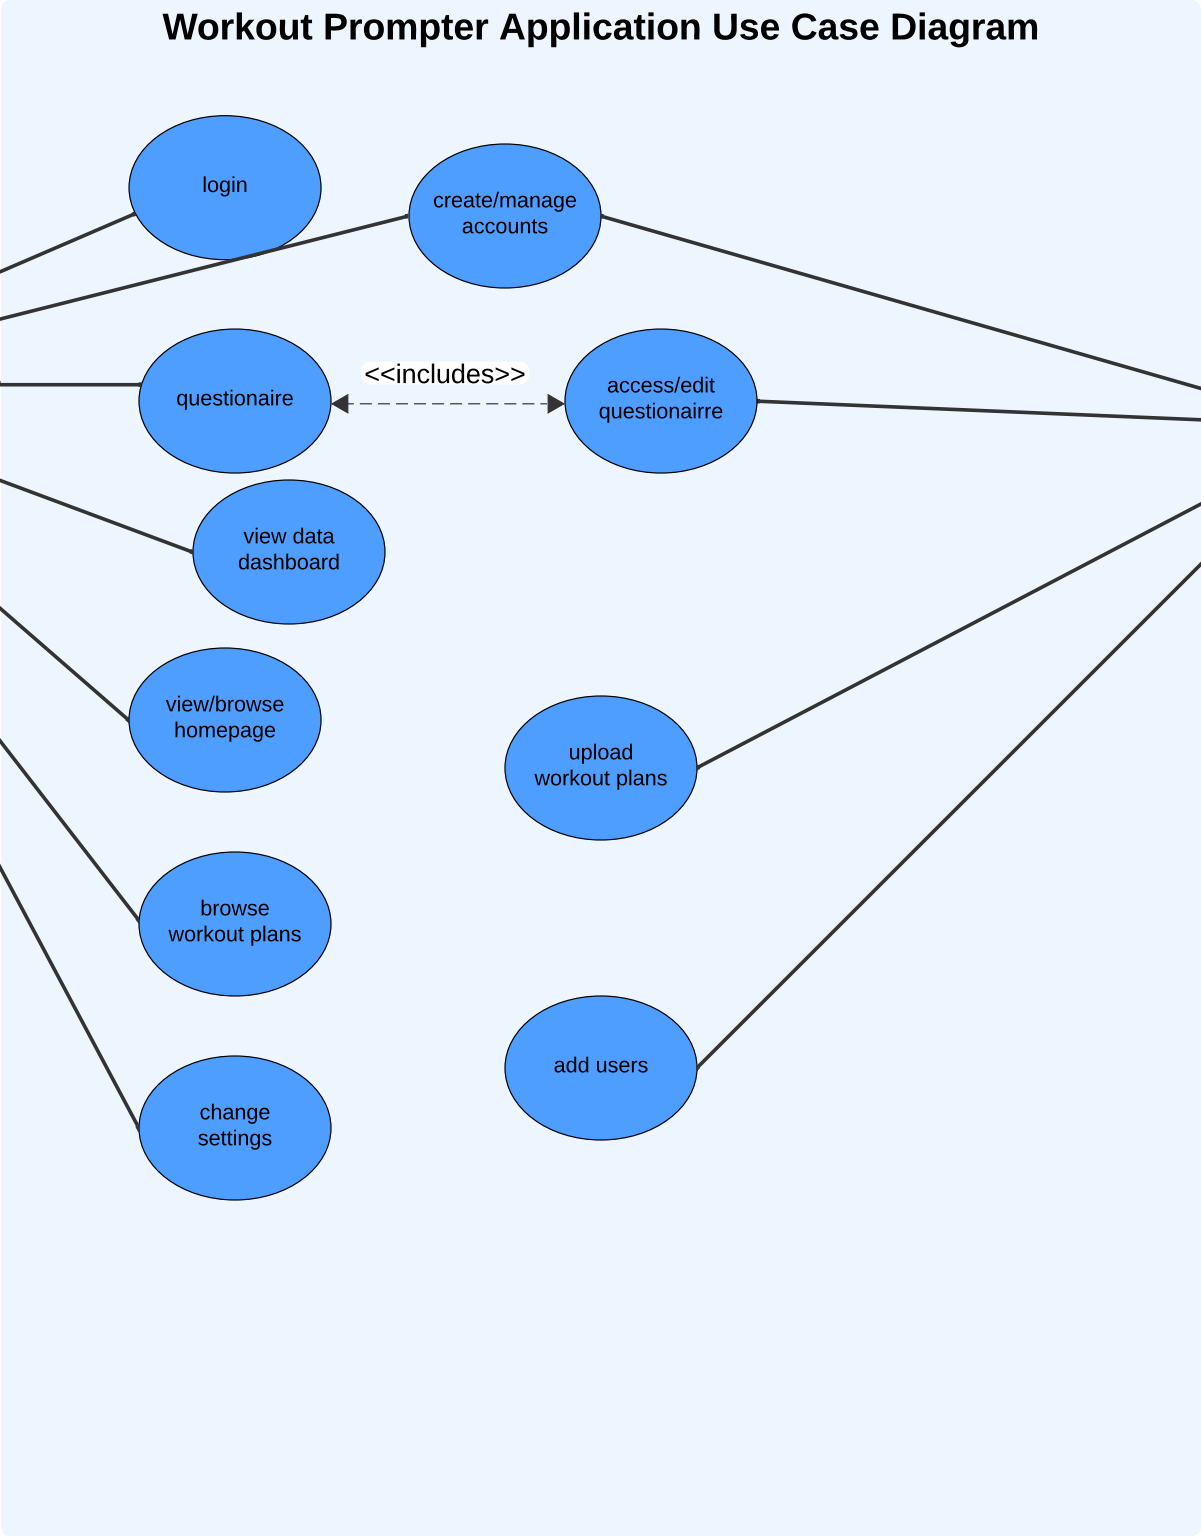 Workout Prompter Application Use Case Diagram
login
create/manage
accounts
questionaire
<<includes>>
access/edit
questionairre
view data
dashboard
view/browse
homepage
upload
workout plans
browse
workout plans
add users
change
settings